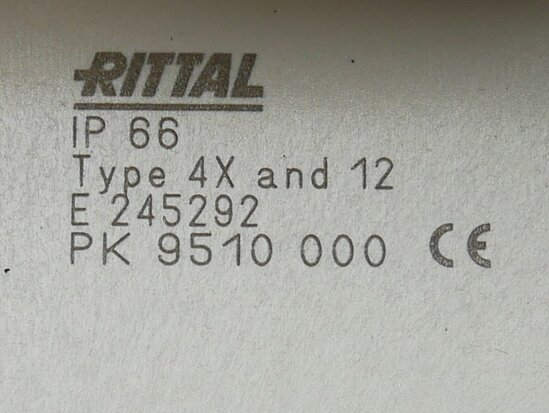 RITTAL
IP 66
Type 4X and 12
E 245292
PK 9510 000 CE